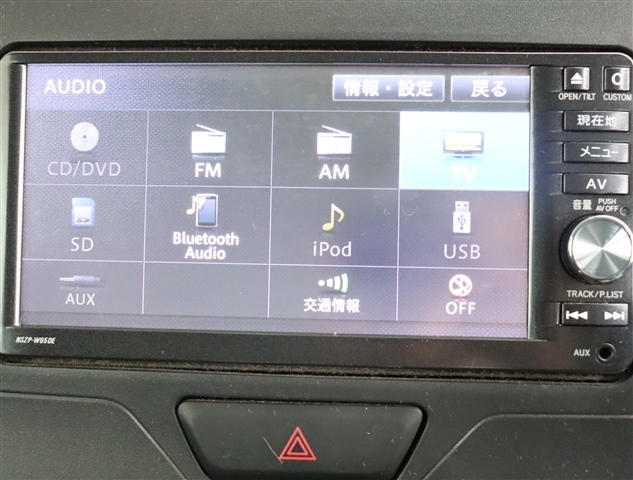 AUDIO
情報・設定
戻る
OPEN/TILT
CUSTOM
現在地
メニュー
AV
音量
PUSH
AV OFF
CD/DVD
FM
AM
TV
SD
Bluetooth
Audio
iPod
USB
AUX
交通情報
OFF
TRACK/P.LIST
AUX
NSZP-W66DE